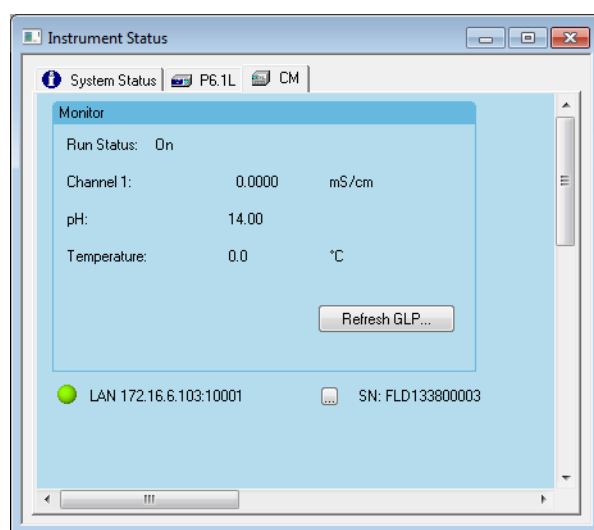 Instrument Status
System Status P6.1L CM
Monitor
Run Status: On
Channel 1: 0.0000 mS/cm
pH: 14.00
Temperature: 0.0 °C
Refresh GLP...
LAN 172.16.6.103:10001 ... SN: FLD133800003